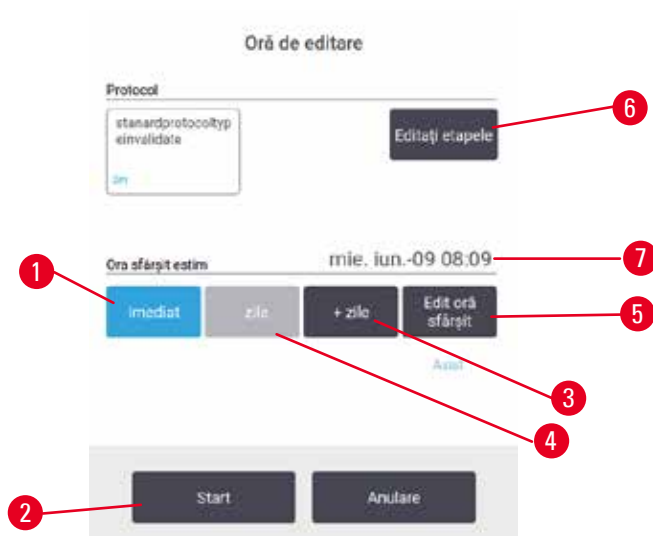 Oră de editare
Protocol
stanardprotocoltyp
einvalidate
Editați etapele
6
Ora sfârșit estim
mie. iun.-09 08:09
7
1
Imediat
zile
+ zile
Edit oră
sfârșit
5
3
4
Start
Anulare
2